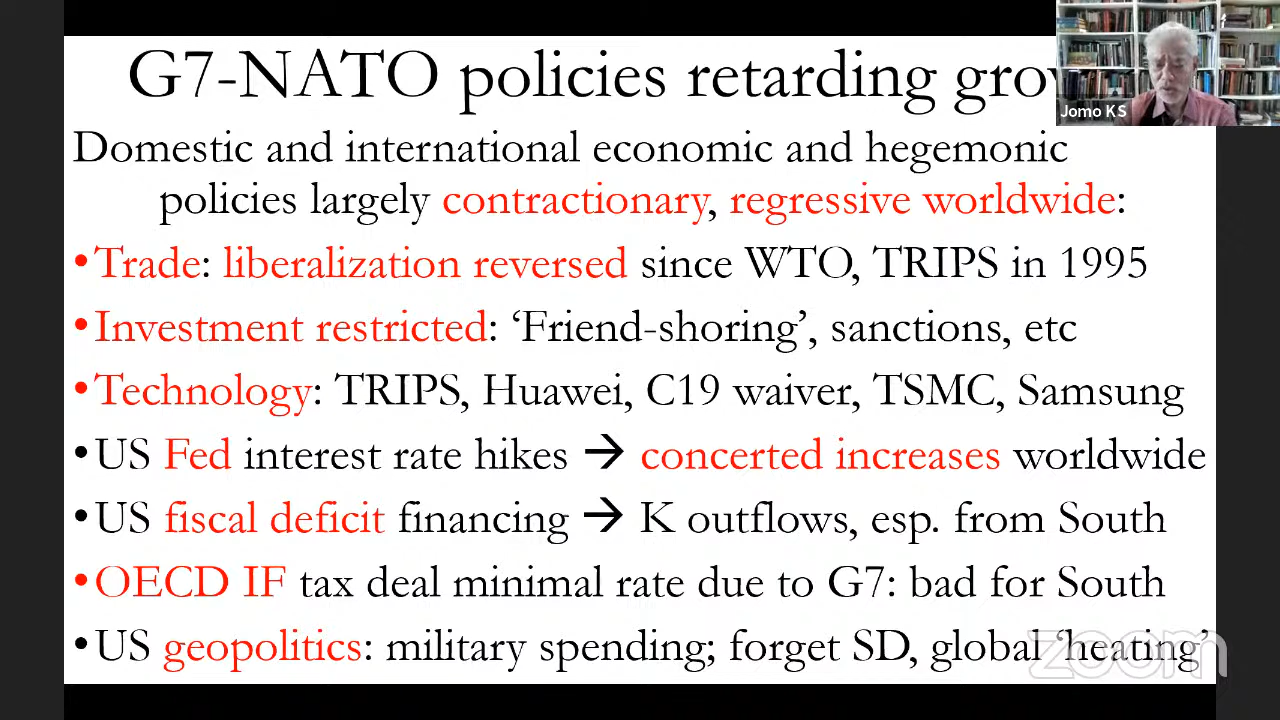 G7-NATO policies retarding grow
Jomo K S
Domestic and international economic and hegemonic
policies largely contractionary, regressive worldwide:
•Trade: liberalization reversed since WTO, TRIPS in 1995
•Investment restricted: ‘Friend-shoring’, sanctions, etc
•Technology: TRIPS, Huawei, C19 waiver, TSMC, Samsung
•US Fed interest rate hikes → concerted increases worldwide
•US fiscal deficit financing → K outflows, esp. from South
•OECD IF tax deal minimal rate due to G7: bad for South
•US geopolitics: military spending; forget SD, global ‘heating’
zoom